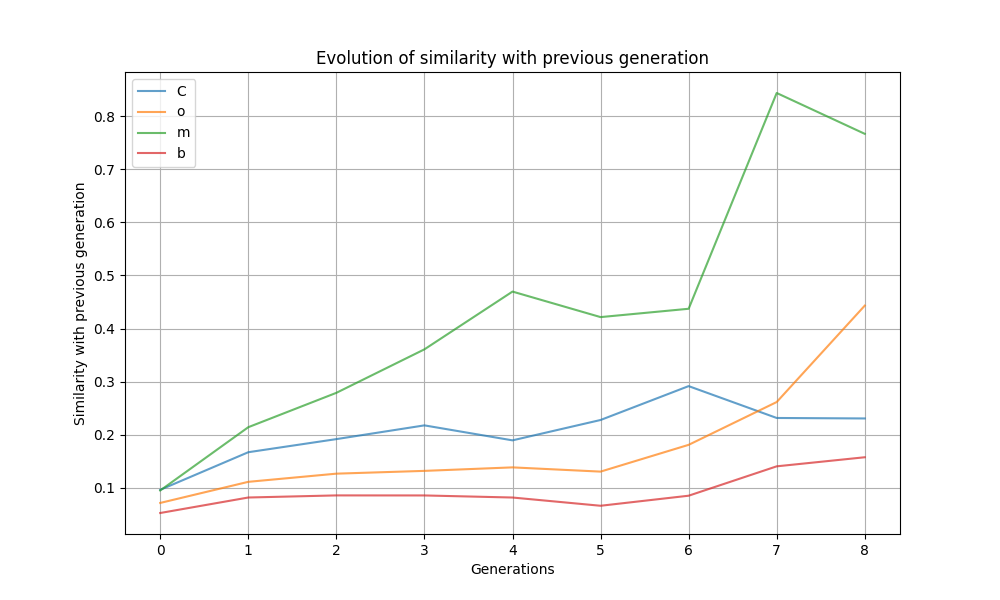 Evolution of similarity with previous generation
C
o
m
b
Similarity with previous generation
0.8
0.7
0.6
0.5
0.4
0.3
0.2
0.1
0 1 2 3 4 5 6 7 8
Generations